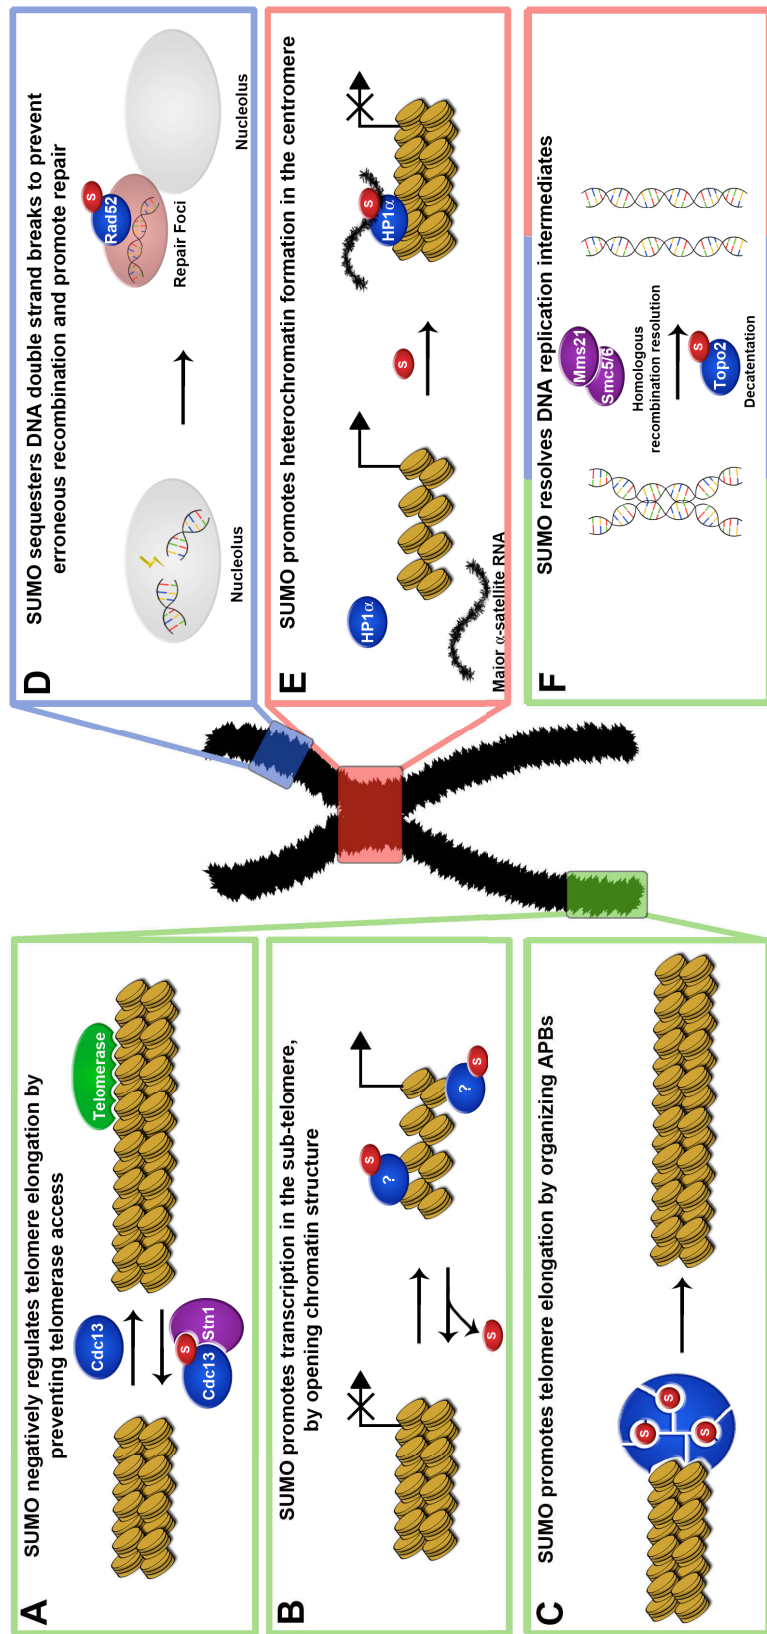 A
SUMO negatively regulates telomere elongation by
preventing telomerase access
Cdc13
S
Cdc13
Stn1
Telomerase
B
SUMO promotes transcription in the sub-telomere,
by opening chromatin structure
S
?
S
?
S
C
SUMO promotes telomere elongation by organizing APBs
S
S
S
D
SUMO sequesters DNA double strand breaks to prevent
erroneous recombination and promote repair
Nucleolus
S
Rad52
Repair Foci
Nucleolus
E
SUMO promotes heterochromatin formation in the centromere
HP1α
Maior α-satellite RNA
S
S
HP1α
F
SUMO resolves DNA replication intermediates
Mms21
Smc5/6
Homologous
recombination resolution
S
Topo2
Decatentation